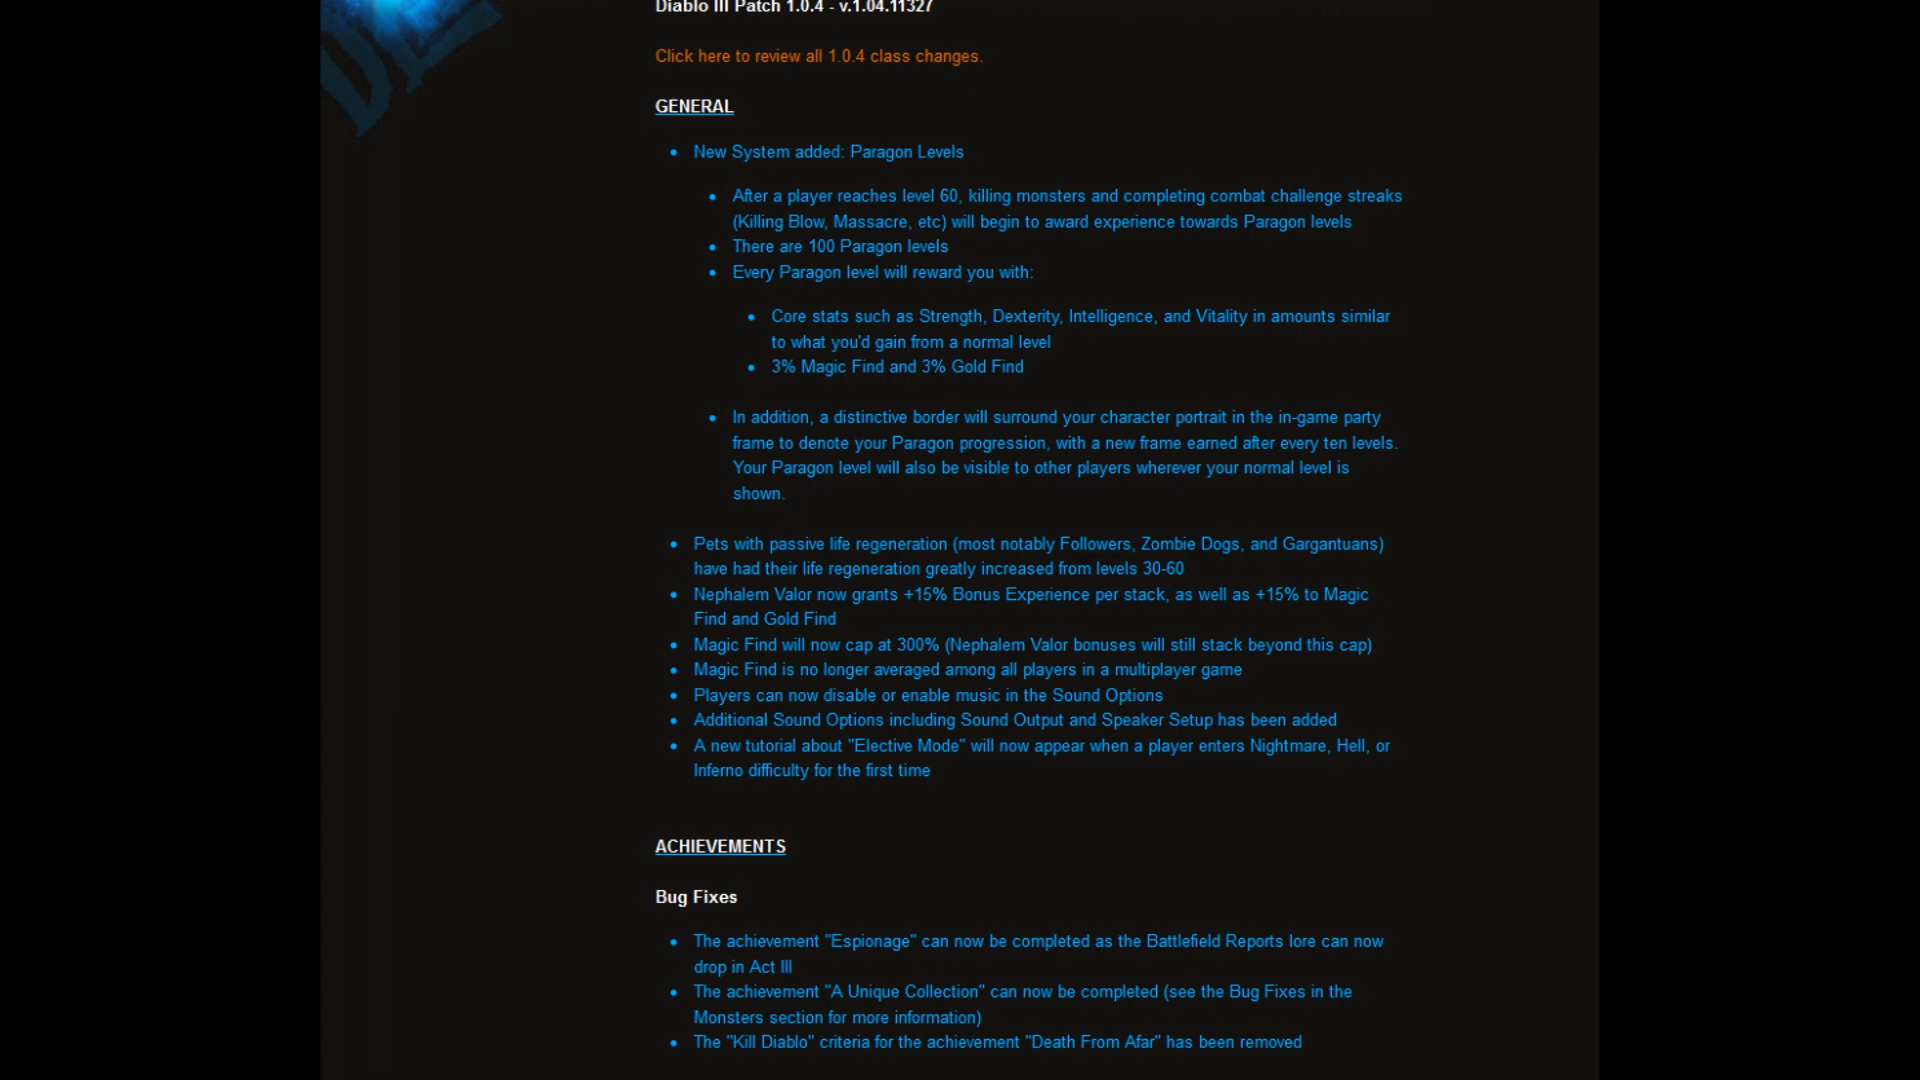 Diablo III Patch 1.0.4 - v.1.04.11327
Click here to review all 1.0.4 class changes.
GENERAL
New System added: Paragon Levels
After a player reaches level 60, killing monsters and completing combat challenge streaks
(Killing Blow, Massacre, etc) will begin to award experience towards Paragon levels
There are 100 Paragon levels
Every Paragon level will reward you with:
Core stats such as Strength, Dexterity, Intelligence, and Vitality in amounts similar
to what you'd gain from a normal level
3% Magic Find and 3% Gold Find
In addition, a distinctive border will surround your character portrait in the in-game party
frame to denote your Paragon progression, with a new frame earned after every ten levels.
Your Paragon level will also be visible to other players wherever your normal level is
shown.
Pets with passive life regeneration (most notably Followers, Zombie Dogs, and Gargantuans)
have had their life regeneration greatly increased from levels 30-60
Nephalem Valor now grants +15% Bonus Experience per stack, as well as +15% to Magic
Find and Gold Find
Magic Find will now cap at 300% (Nephalem Valor bonuses will still stack beyond this cap)
Magic Find is no longer averaged among all players in a multiplayer game
Players can now disable or enable music in the Sound Options
Additional Sound Options including Sound Output and Speaker Setup has been added
A new tutorial about "Elective Mode" will now appear when a player enters Nightmare, Hell, or
Inferno difficulty for the first time
ACHIEVEMENTS
Bug Fixes
The achievement "Espionage" can now be completed as the Battlefield Reports lore can now
drop in Act III
The achievement "A Unique Collection" can now be completed (see the Bug Fixes in the
Monsters section for more information)
The "Kill Diablo" criteria for the achievement "Death From Afar" has been removed